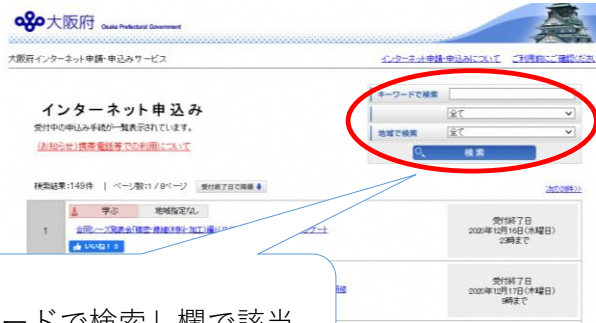 大阪府 Osaka Prefectural Government
大阪府インターネット申請・申込みサービス
インターネット申請・申込みについて ご利用前にご確認くださ
キーワードで検索
全て
地域で検索 全て
検索
インターネット申込み
受付中の申込み手続が一覧表示されています。
(お知らせ)携帯電話等での利用について
検索結果:149件 | ページ数:1/8ページ 受付終了日で降順
次の20件>>
学ぶ 地域指定なし
1
合同シーズ発表会
いいね! 0
受付終了日
2020年12月16日(水曜日)
23時まで
受付終了日
2020年12月17日(木曜日)
9時まで
ードで検索」欄で該当